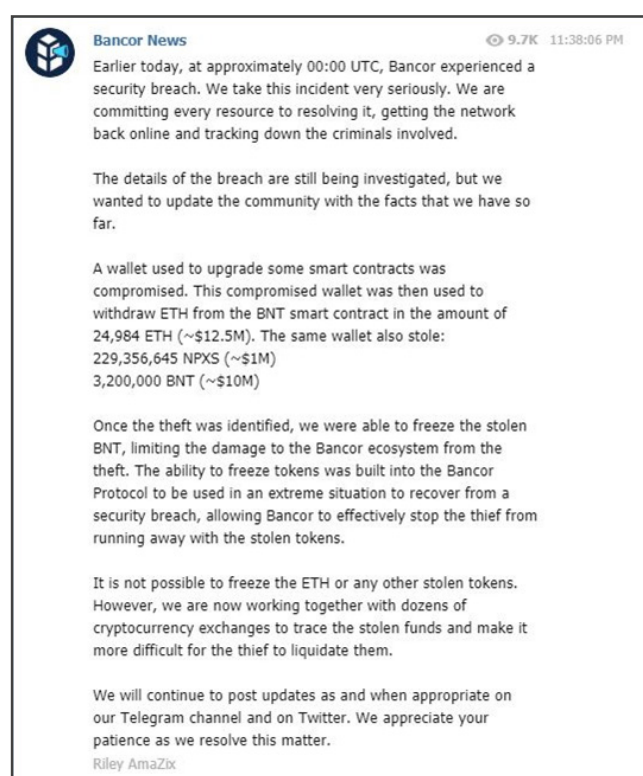 Bancor News
9.7K 11:38:06 PM
Earlier today, at approximately 00:00 UTC, Bancor experienced a
security breach. We take this incident very seriously. We are
committing every resource to resolving it, getting the network
back online and tracking down the criminals involved.
The details of the breach are still being investigated, but we
wanted to update the community with the facts that we have so
far.
A wallet used to upgrade some smart contracts was
compromised. This compromised wallet was then used to
withdraw ETH from the BNT smart contract in the amount of
24,984 ETH (~$12.5M). The same wallet also stole:
229,356,645 NPXS (~$1M)
3,200,000 BNT (~$10M)
Once the theft was identified, we were able to freeze the stolen
BNT, limiting the damage to the Bancor ecosystem from the
theft. The ability to freeze tokens was built into the Bancor
Protocol to be used in an extreme situation to recover from a
security breach, allowing Bancor to effectively stop the thief from
running away with the stolen tokens.
It is not possible to freeze the ETH or any other stolen tokens.
However, we are now working together with dozens of
cryptocurrency exchanges to trace the stolen funds and make it
more difficult for the thief to liquidate them.
We will continue to post updates as and when appropriate on
our Telegram channel and on Twitter. We appreciate your
patience as we resolve this matter.
Riley AmaZix